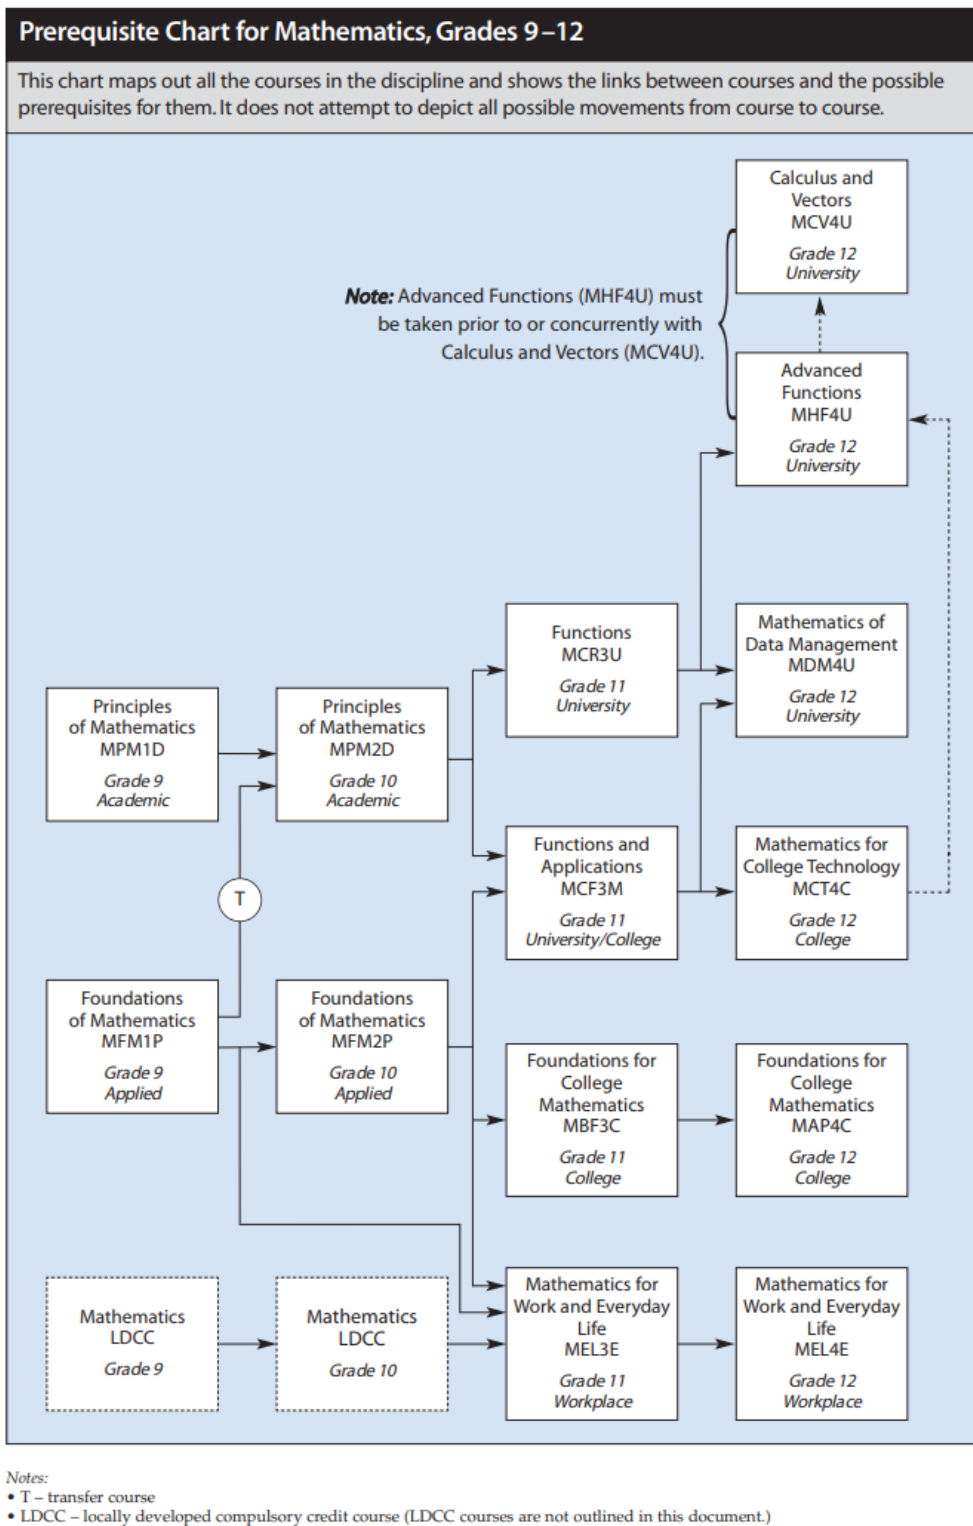 Prerequisite Chart for Mathematics, Grades 9–12
This chart maps out all the courses in the discipline and shows the links between courses and the possible
prerequisites for them. It does not attempt to depict all possible movements from course to course.
Calculus and
Vectors
MCV4U
Grade 12
University
Note: Advanced Functions (MHF4U) must
be taken prior to or concurrently with
Calculus and Vectors (MCV4U).
Advanced
Functions
MHF4U
Grade 12
University
Functions
MCR3U
Grade 11
University
Mathematics of
Data Management
MDM4U
Grade 12
University
Principles
of Mathematics
MPM1D
Grade 9
Academic
Principles
of Mathematics
MPM2D
Grade 10
Academic
Functions and
Applications
MCF3M
Grade 11
University/College
Mathematics for
College Technology
MCT4C
Grade 12
College
T
Foundations
of Mathematics
MFM1P
Grade 9
Applied
Foundations
of Mathematics
MFM2P
Grade 10
Applied
Foundations for
College
Mathematics
MBF3C
Grade 11
College
Foundations for
College
Mathematics
MAP4C
Grade 12
College
Mathematics
LDCC
Grade 9
Mathematics
LDCC
Grade 10
Mathematics for
Work and Everyday
Life
MEL3E
Grade 11
Workplace
Mathematics for
Work and Everyday
Life
MEL4E
Grade 12
Workplace
Notes:
• T – transfer course
• LDCC – locally developed compulsory credit course (LDCC courses are not outlined in this document.)